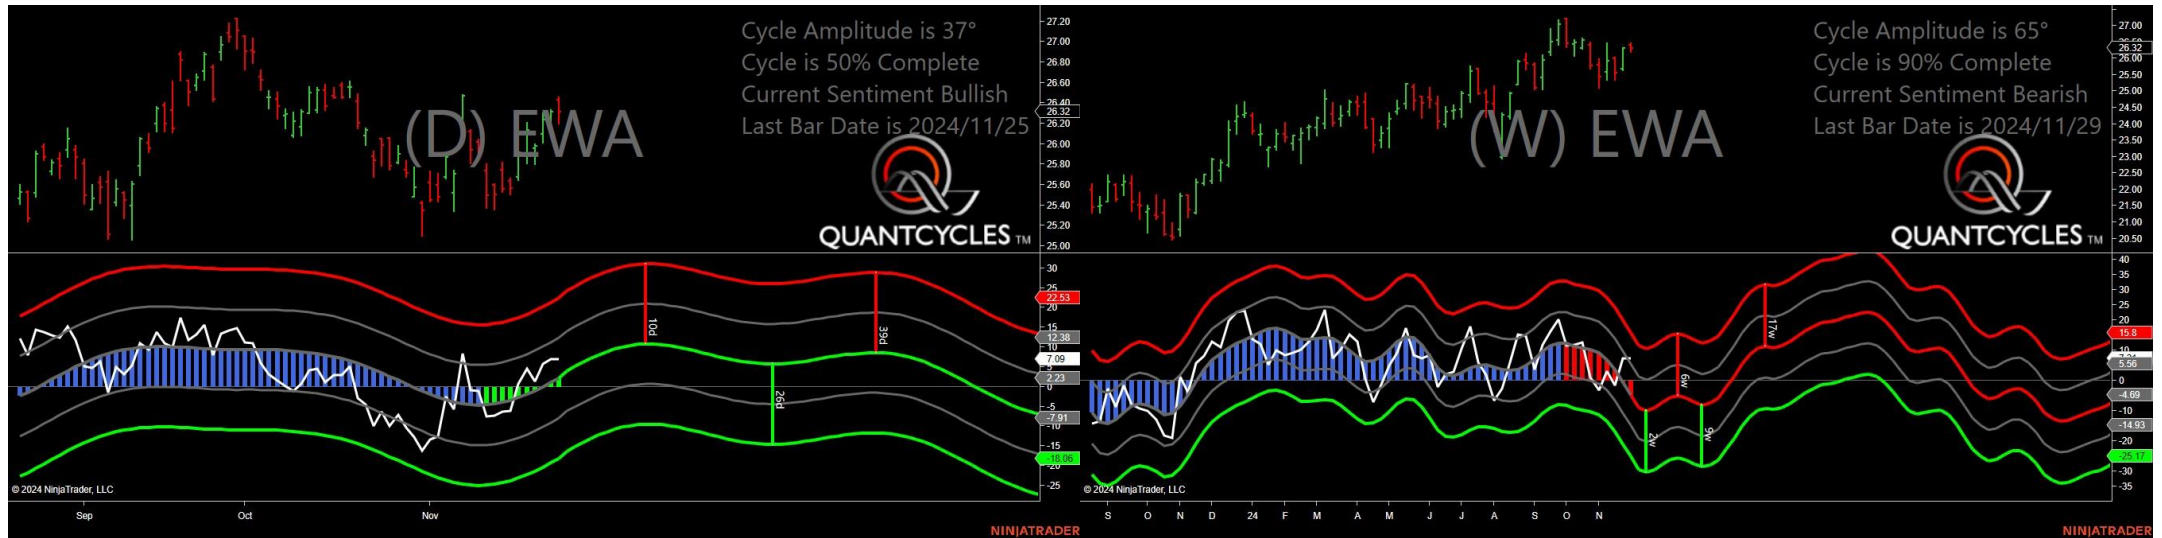 Cycle Amplitude is 37°
Cycle is 50% Complete
Current Sentiment Bullish
Last Bar Date is 2024/11/25
(D) EWA
QUANTCYCLES TM
27.20
27.00
26.80
26.60
26.40
26.32
26.20
26.00
25.80
25.60
25.40
25.20
25.00
30
25
22.53
20
15
12.38
10
7.09
5
2.23
0
-5
-7.91
-10
-15
-18.06
-20
-25
10d
26d
39d
© 2024 NinjaTrader, LLC
Sep Oct Nov
NINJATRADER
Cycle Amplitude is 65°
Cycle is 90% Complete
Current Sentiment Bearish
Last Bar Date is 2024/11/29
(W) EWA
QUANTCYCLES TM
27.00
26.32
26.00
25.50
25.00
24.50
24.00
23.50
23.00
22.50
22.00
21.50
21.00
20.50
40
35
30
25
20
15.8
10
5.56
0
-4.69
-10
-14.93
-20
-25.17
-30
-35
2w
6w
9w
17w
© 2024 NinjaTrader, LLC
S O N D 24 F M A M J J A S O N
NINJATRADER